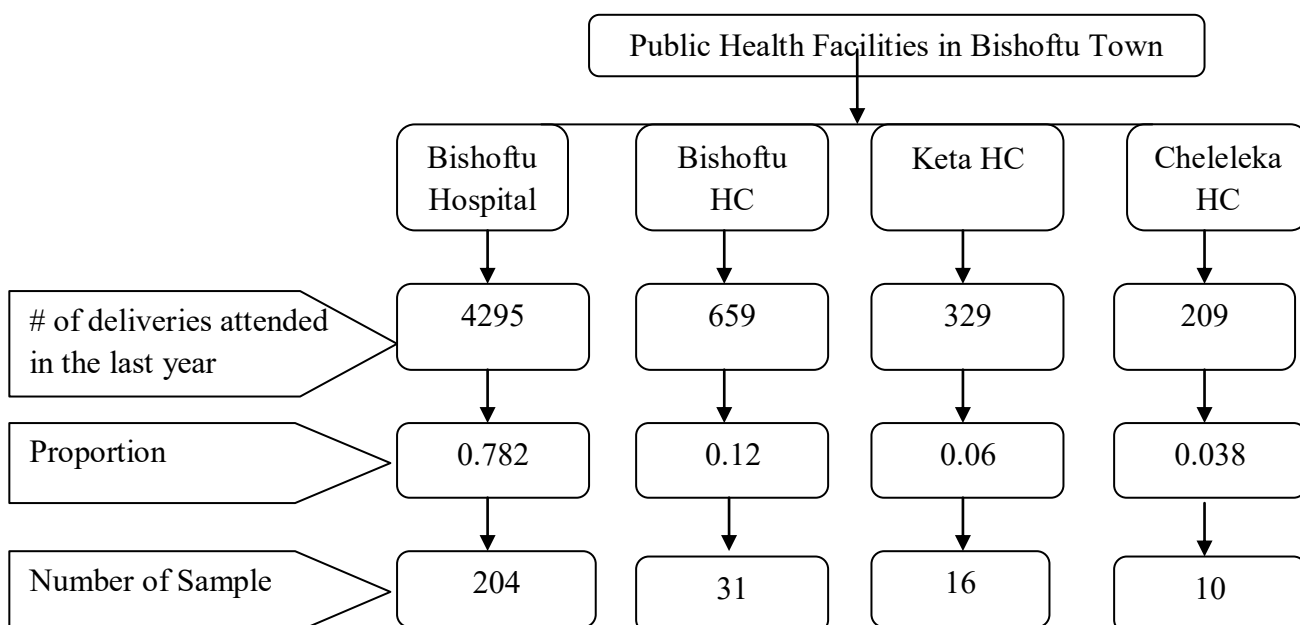 Public Health Facilities in Bishoftu Town
Bishoftu
Hospital
Bishoftu
HC
Keta HC
Cheleleka
HC
# of deliveries attended
in the last year
4295
659
329
209
Proportion
0.782
0.12
0.06
0.038
Number of Sample
204
31
16
10